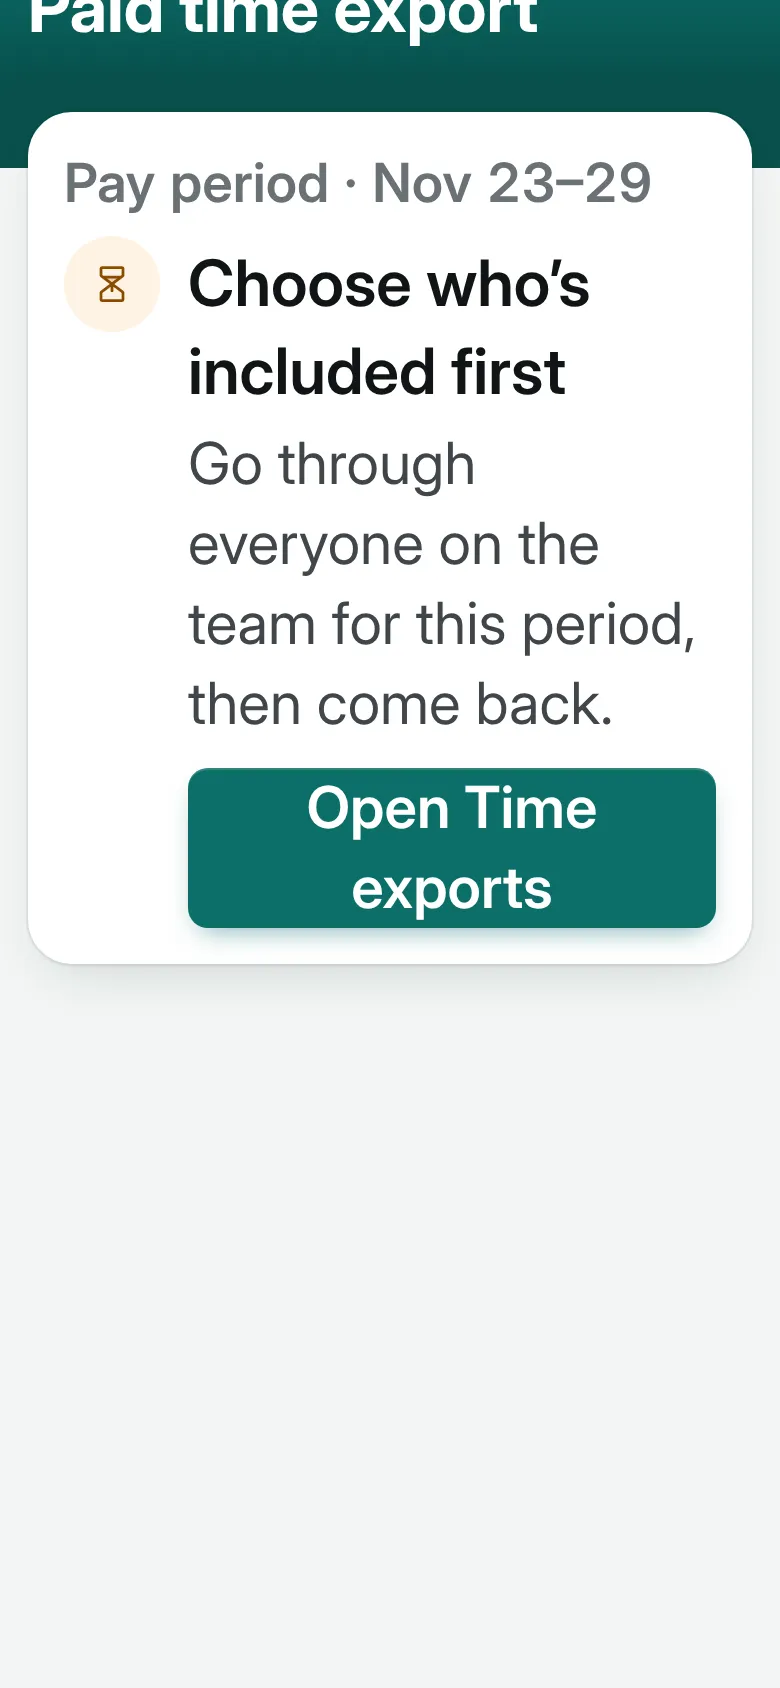 Paid time export
Pay period · Nov 23–29
Choose who’s
included first
Go through
everyone on the
team for this period,
then come back.
Open Time
exports